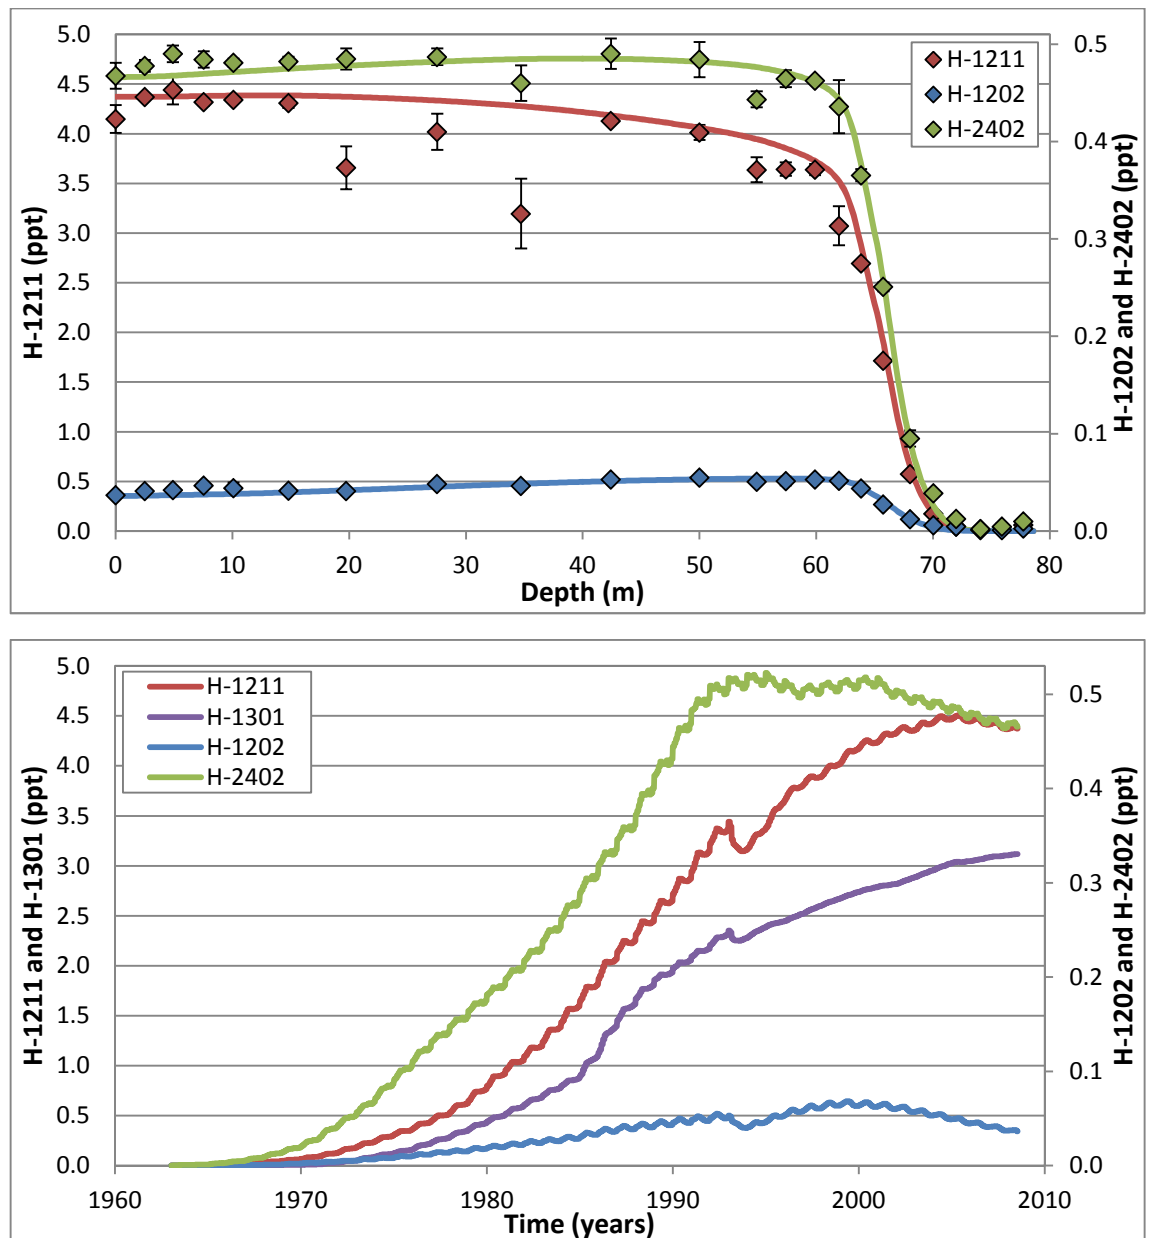 5.0
4.5
4.0
3.5
3.0
2.5
2.0
1.5
1.0
0.5
0.0
H-1211 (ppt)
0.5
0.4
0.3
0.2
0.1
0.0
H-1202 and H-2402 (ppt)
H-1211
H-1202
H-2402
0 10 20 30 40 50 60 70 80
Depth (m)
5.0
4.5
4.0
3.5
3.0
2.5
2.0
1.5
1.0
0.5
0.0
H-1211 and H-1301 (ppt)
H-1211
H-1301
H-1202
H-2402
0.5
0.4
0.3
0.2
0.1
0.0
H-1202 and H-2402 (ppt)
1960 1970 1980 1990 2000 2010
Time (years)